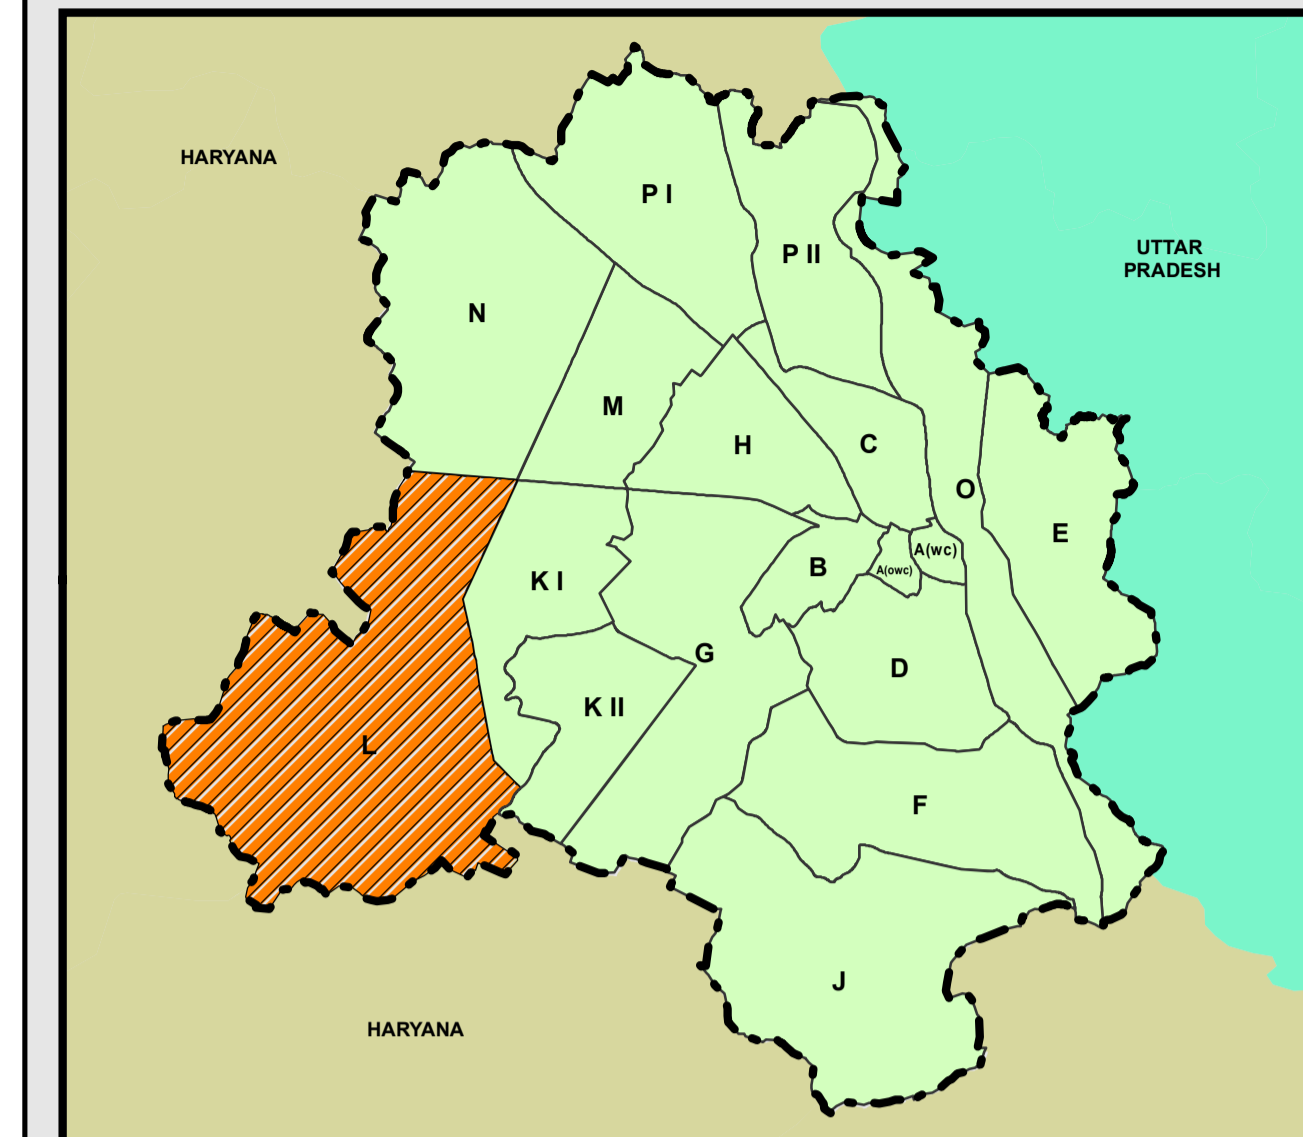 HARYANA
P I
UTTAR
PRADESH
P II
N
M
H
C
O
E
A(wc)
B
A(owc)
K I
G
D
K II
L
F
J
HARYANA